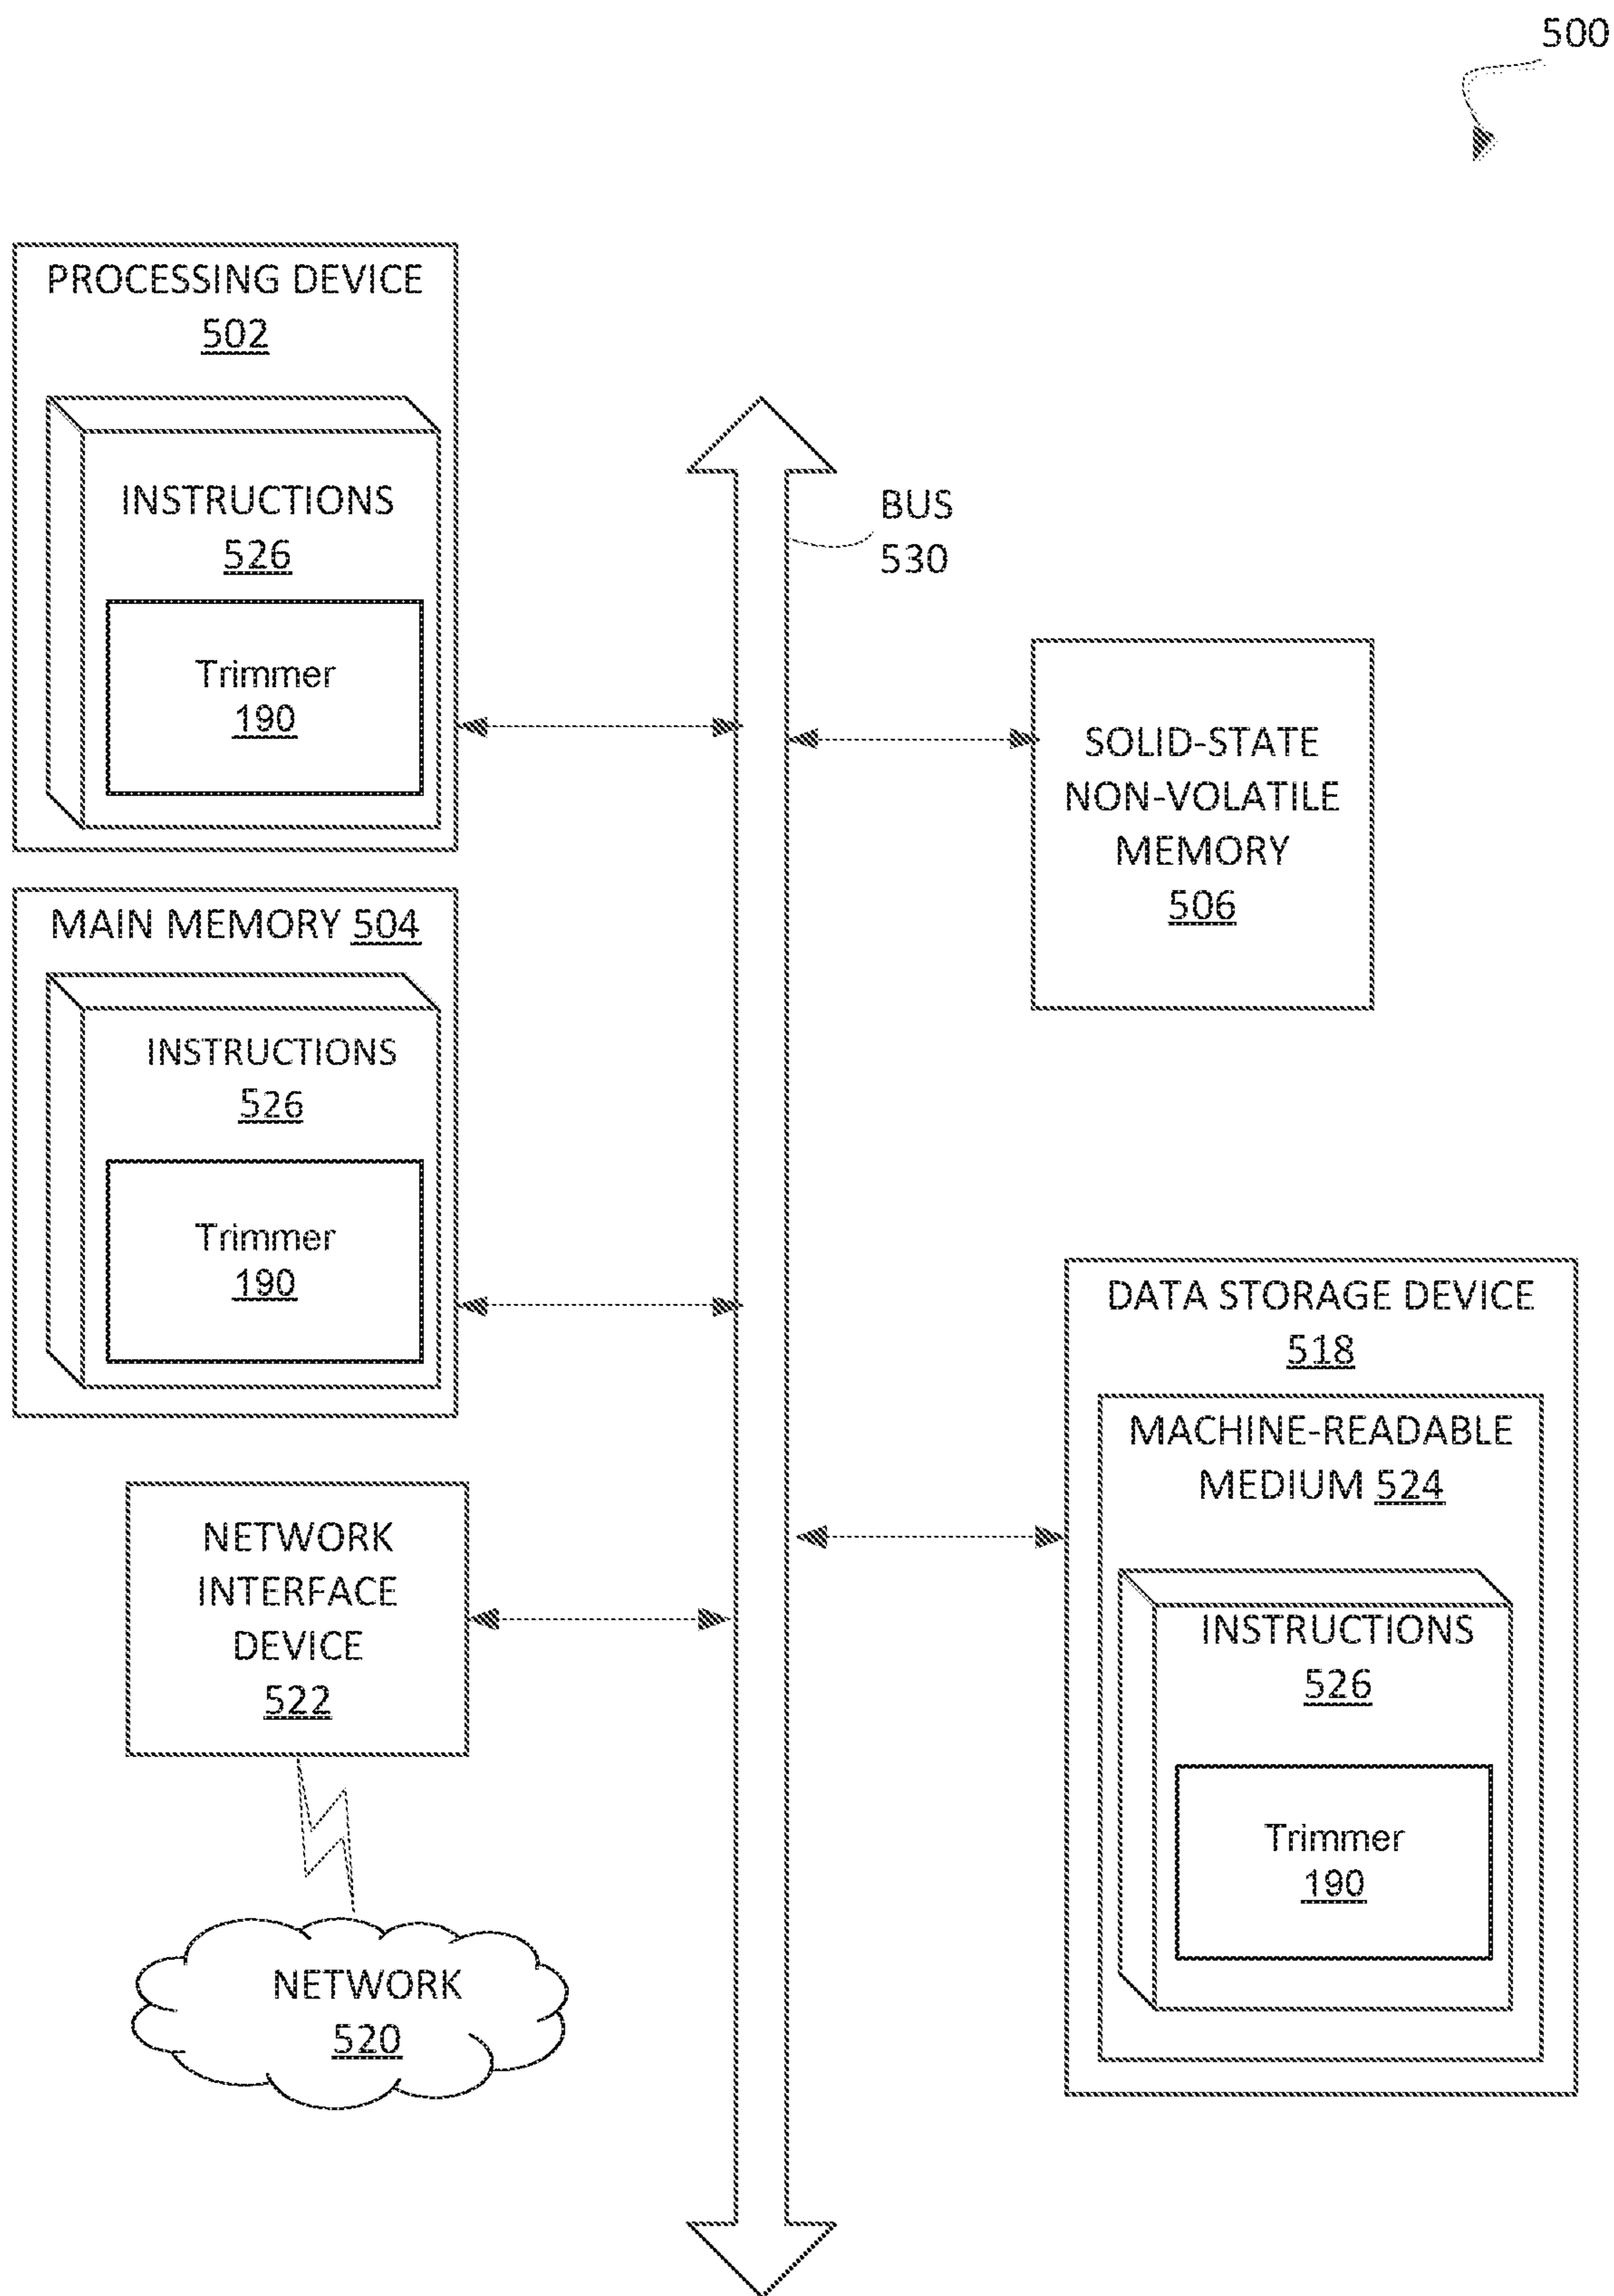 500
PROCESSING DEVICE
502
INSTRUCTIONS
526
Trimmer
190
BUS
530
SOLID-STATE
NON-VOLATILE
MEMORY
506
MAIN MEMORY 504
INSTRUCTIONS
526
Trimmer
190
DATA STORAGE DEVICE
518
MACHINE-READABLE
MEDIUM 524
INSTRUCTIONS
526
Trimmer
190
NETWORK
INTERFACE
DEVICE
522
NETWORK
520